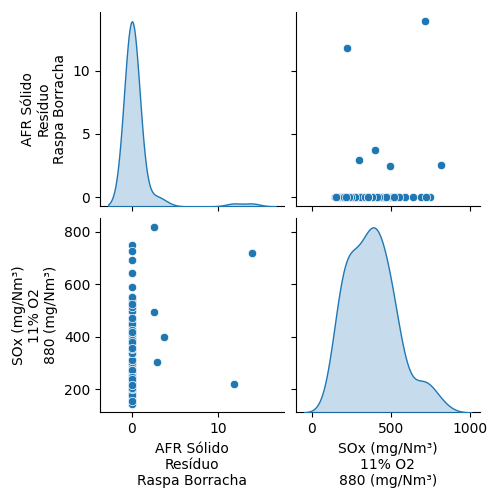 AFR Sólido
Resíduo
Raspa Borracha
10
5
0
SOx (mg/Nm³)
11% O2
880 (mg/Nm³)
800
600
400
200
0
10
AFR Sólido
Resíduo
Raspa Borracha
0
500
1000
SOx (mg/Nm³)
11% O2
880 (mg/Nm³)